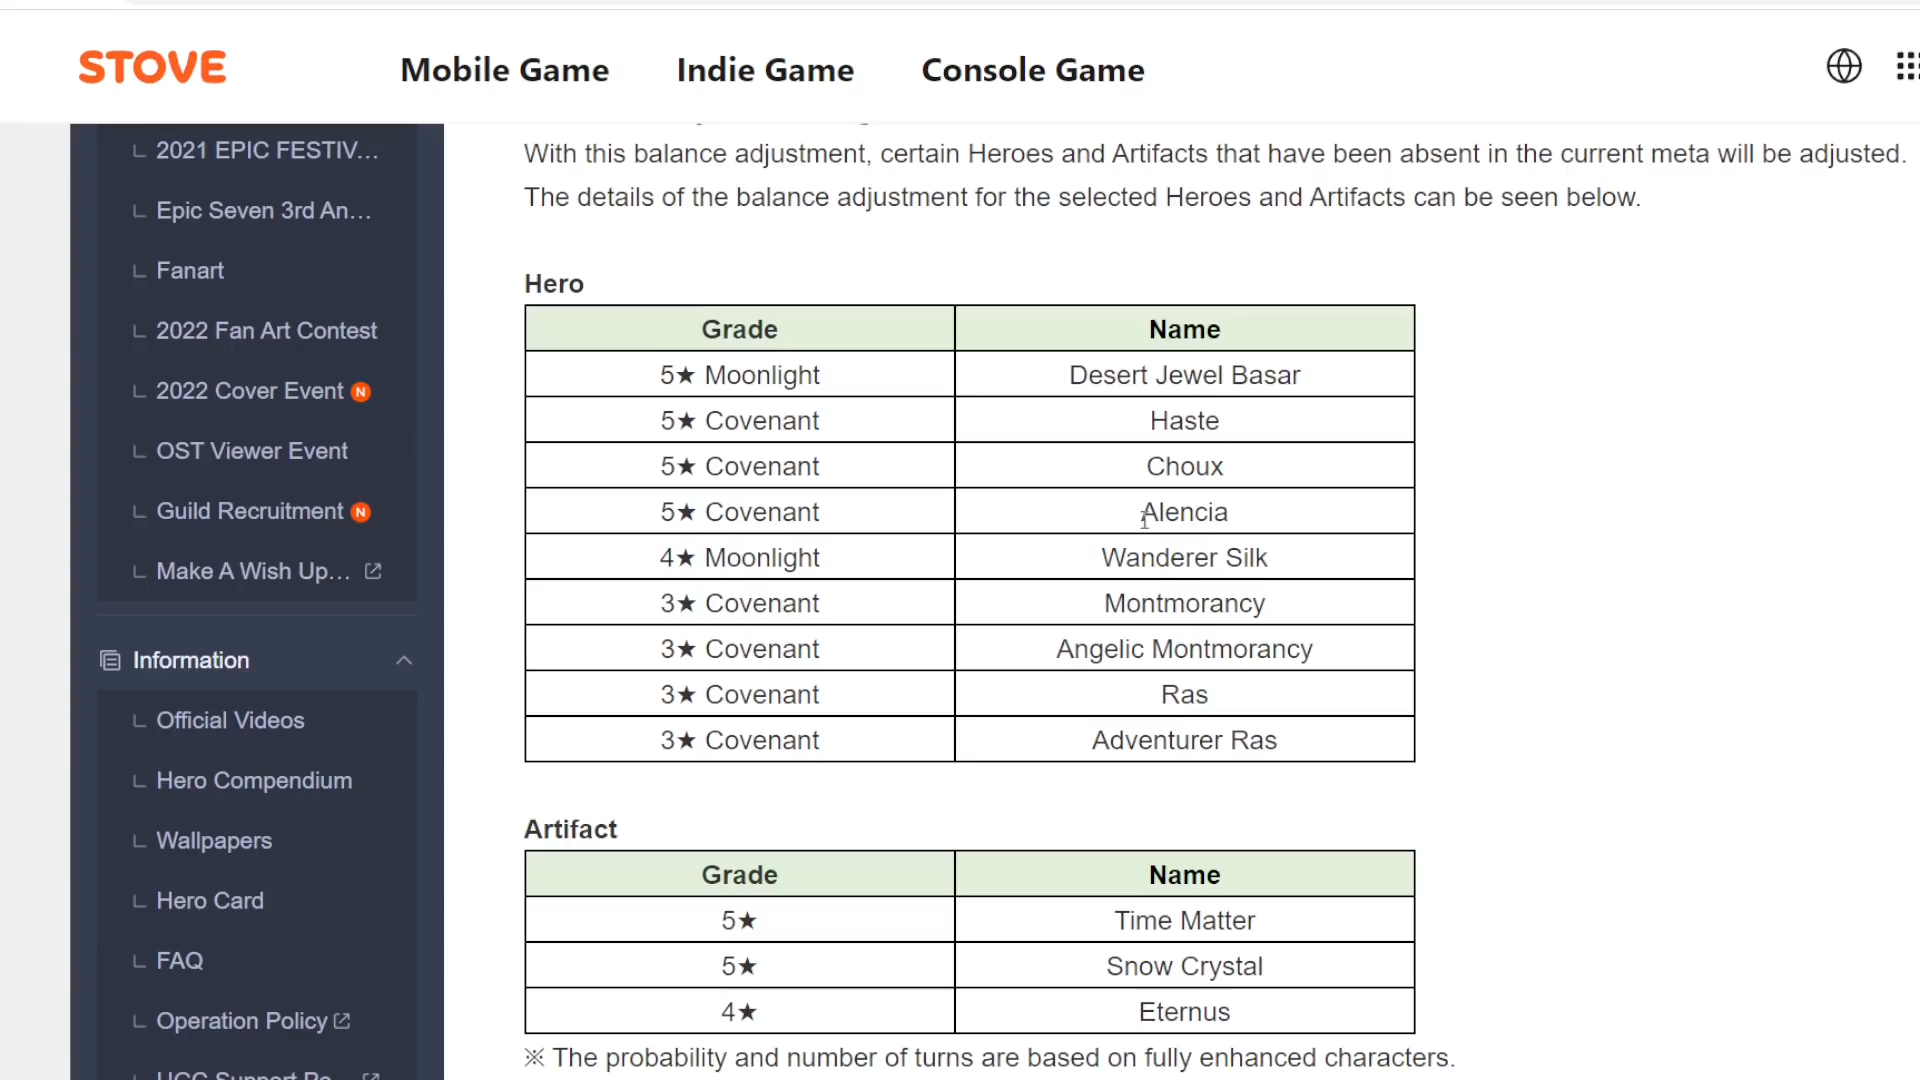 STOVE
Mobile Game
Indie Game
Console Game
2021 EPIC FESTIV...
Epic Seven 3rd An...
Fanart
2022 Fan Art Contest
2022 Cover Event N
OST Viewer Event
Guild Recruitment N
Make A Wish Up...
Information
Official Videos
Hero Compendium
Wallpapers
Hero Card
FAQ
Operation Policy
With this balance adjustment, certain Heroes and Artifacts that have been absent in the current meta will be adjusted.
The details of the balance adjustment for the selected Heroes and Artifacts can be seen below.
Hero
Grade Name
5★ Moonlight Desert Jewel Basar
5★ Covenant Haste
5★ Covenant Choux
5★ Covenant Alencia
4★ Moonlight Wanderer Silk
3★ Covenant Montmorancy
3★ Covenant Angelic Montmorancy
3★ Covenant Ras
3★ Covenant Adventurer Ras
Artifact
Grade Name
5★ Time Matter
5★ Snow Crystal
4★ Eternus
※ The probability and number of turns are based on fully enhanced characters.